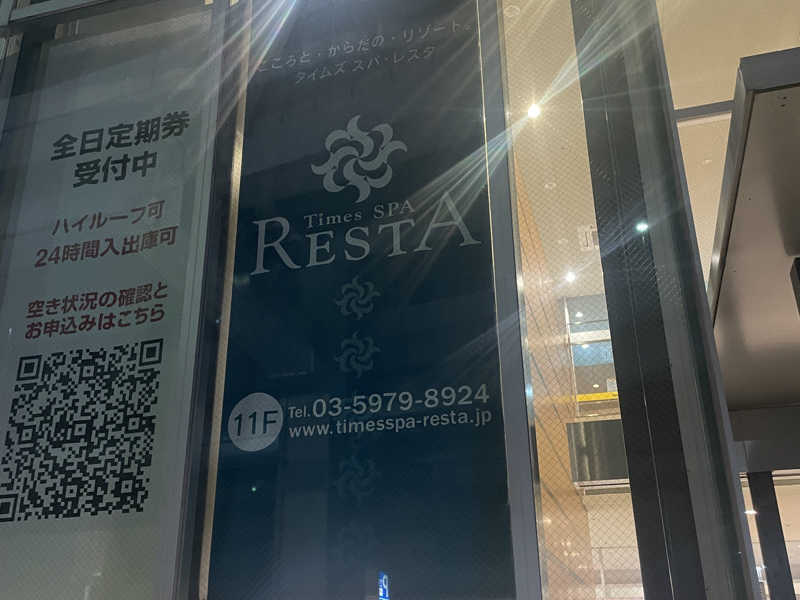 全日定期券
受付中
ハイルーフ可
24時間入出庫可
空き状況の確認と
お申込みはこちら
こころと・からだの・リゾート。
タイムズ スパ・レスタ
Times SPA
RESTA
11F
Tel.03-5979-8924
www.timesspa-resta.jp